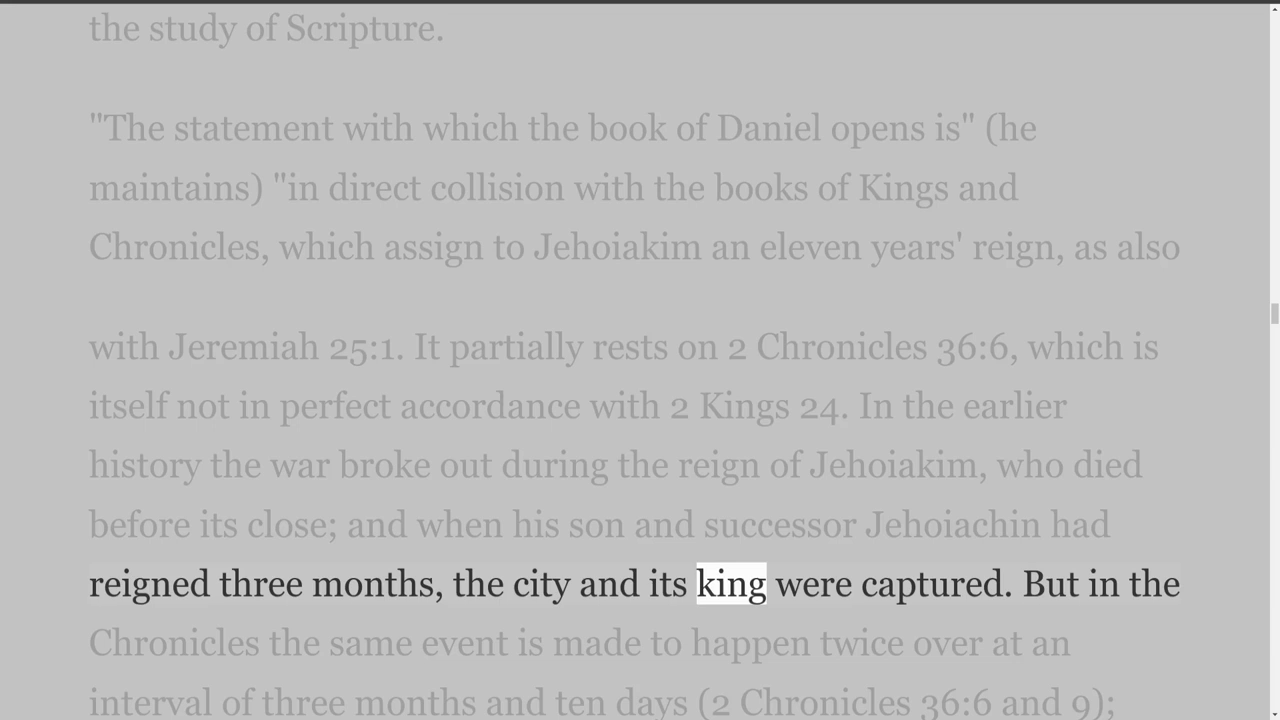 the study of Scripture.
"The statement with which the book of Daniel opens is" (he
maintains) "in direct collision with the books of Kings and
Chronicles, which assign to Jehoiakim an eleven years' reign, as also
with Jeremiah 25:1. It partially rests on 2 Chronicles 36:6, which is
itself not in perfect accordance with 2 Kings 24. In the earlier
history the war broke out during the reign of Jehoiakim, who died
before its close; and when his son and successor Jehoiachin had
reigned three months, the city and its king were captured. But in the
Chronicles the same event is made to happen twice over at an
interval of three months and ten days (2 Chronicles 36:6 and 9);